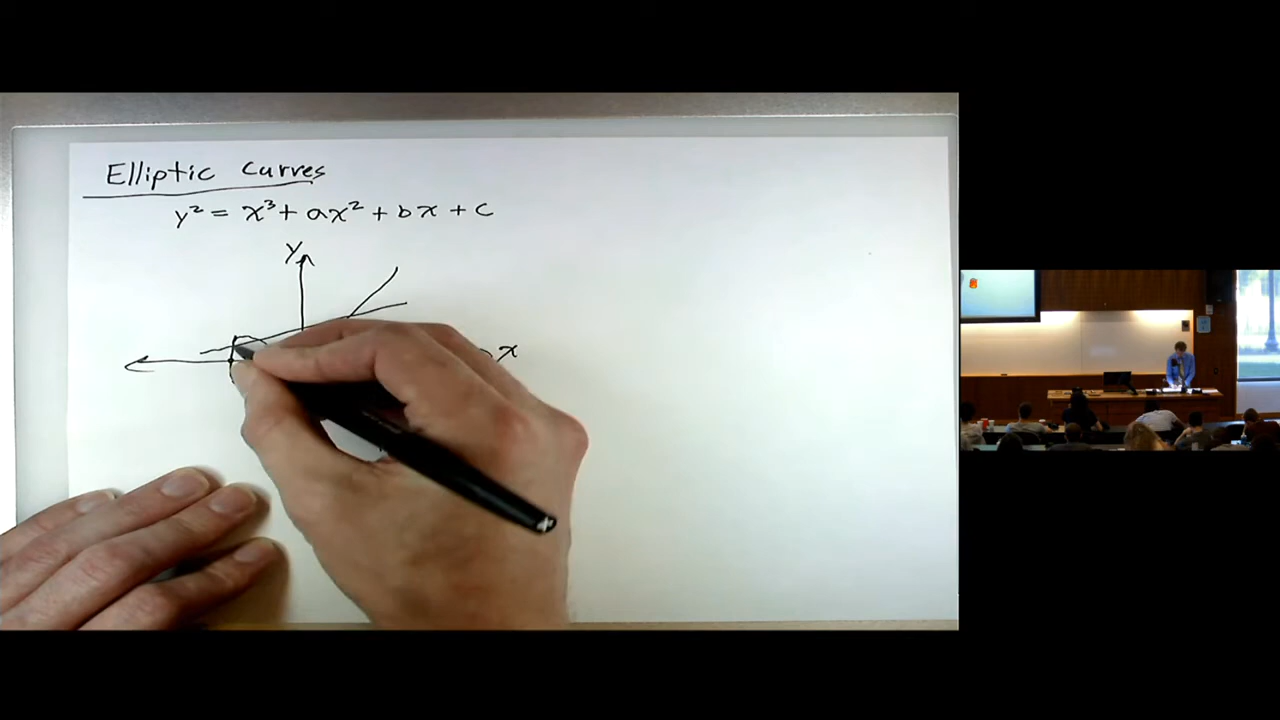 Elliptic Curves
y² = x³ + ax² + bx + c
y
x